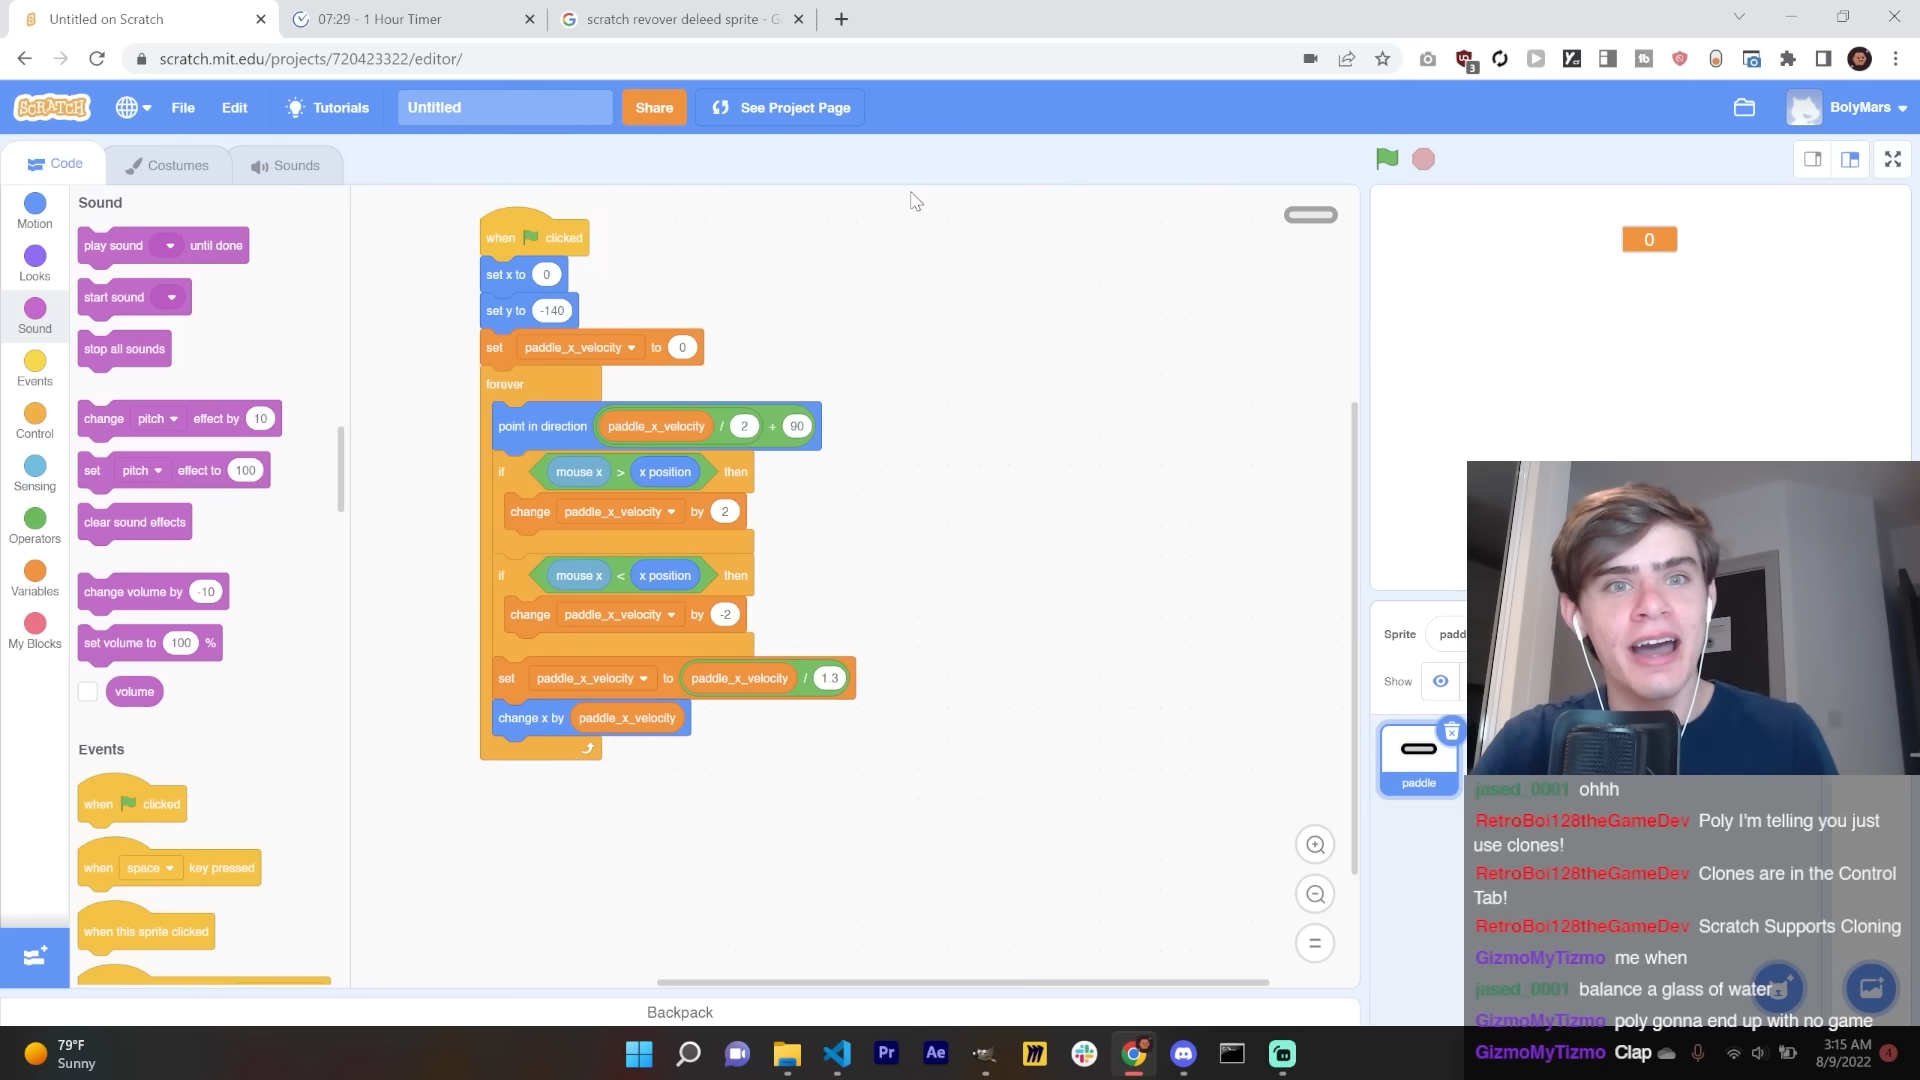 Untitled on Scratch
07:29 - 1 Hour Timer
scratch revover deleed sprite - G
scratch.mit.edu/projects/720423322/editor/
3
SCRATCH
File
Edit
Tutorials
Untitled
Share
See Project Page
BolyMars
Code
Costumes
Sounds
Motion
Looks
Sound
Events
Control
Sensing
Operators
Variables
My Blocks
Sound
play sound until done
start sound
stop all sounds
change pitch effect by 10
set pitch effect to 100
clear sound effects
change volume by -10
set volume to 100 %
volume
Events
when clicked
when space key pressed
when this sprite clicked
when clicked
set x to 0
set y to -140
set paddle_x_velocity to 0
forever
point in direction paddle_x_velocity / 2 + 90
if mouse x > x position then
change paddle_x_velocity by 2
if mouse x < x position then
change paddle_x_velocity by -2
set paddle_x_velocity to paddle_x_velocity / 1.3
change x by paddle_x_velocity
Backpack
0
Sprite padd
Show
paddle
jased_0001 ohhh
RetroBoi128theGameDev Poly I'm telling you just
use clones!
RetroBoi128theGameDev Clones are in the Control
Tab!
RetroBoi128theGameDev Scratch Supports Cloning
GizmoMyTizmo me when
jased_0001 balance a glass of water
GizmoMyTizmo poly gonna end up with no game
GizmoMyTizmo Clap
79°F
Sunny
Pr
Ae
3:15 AM
8/9/2022
4